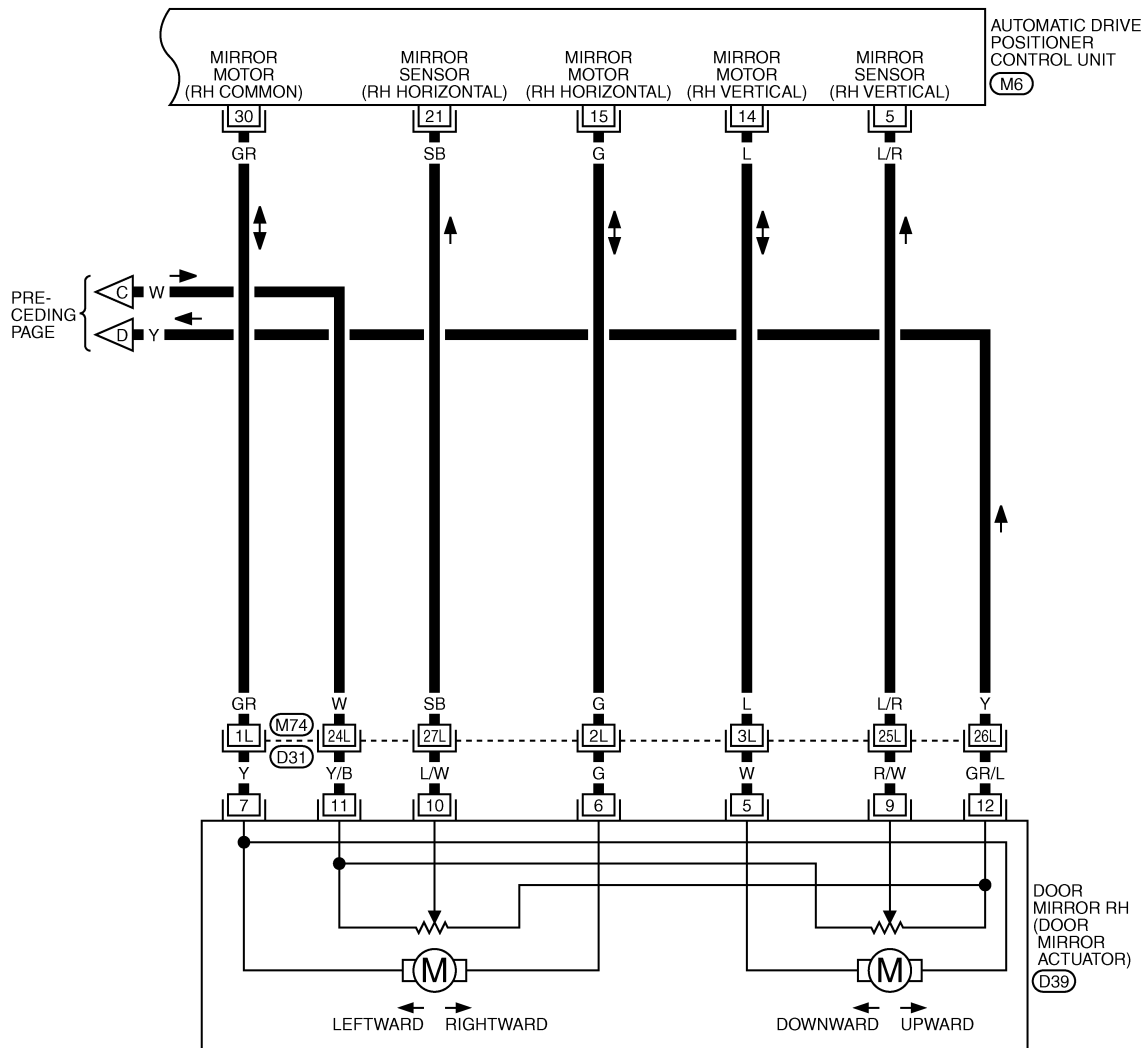 AUTOMATIC DRIVE
POSITIONER
CONTROL UNIT
M6
MIRROR
MOTOR
(RH COMMON)
MIRROR
SENSOR
(RH HORIZONTAL)
MIRROR
MOTOR
(RH HORIZONTAL)
MIRROR
MOTOR
(RH VERTICAL)
MIRROR
SENSOR
(RH VERTICAL)
30 21 15 14 5
GR SB G L L/R
PRE-
CEDING
PAGE
C W
D Y
GR W SB G L L/R Y
M74
1L 24L 27L 2L 3L 25L 26L
D31
Y Y/B L/W G W R/W GR/L
7 11 10 6 5 9 12
DOOR
MIRROR RH
(DOOR
MIRROR
ACTUATOR)
D39
M M
LEFTWARD RIGHTWARD DOWNWARD UPWARD